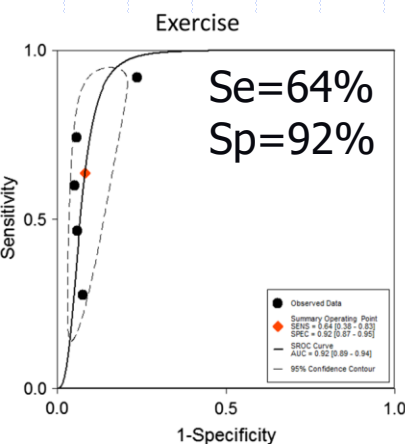 Exercise
Se=64%
Sp=92%
1.0
0.5
0.0
Sensitivity
Observed Data
Summary Operating Point
SENS = 0.64 [0.38 - 0.83]
SPEC = 0.92 [0.87 - 0.95]
SROC Curve
AUC = 0.92 [0.89 - 0.94]
95% Confidence Contour
0.0 0.5 1.0
1-Specificity